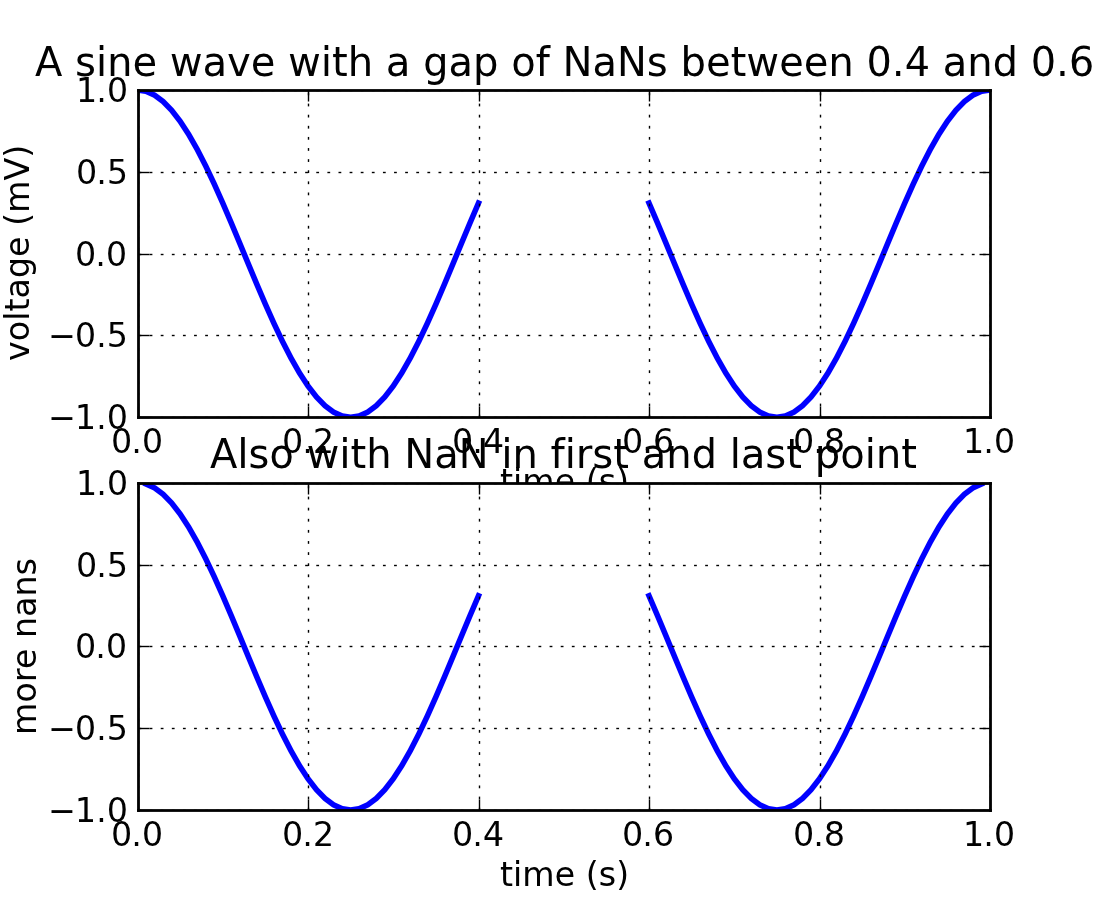 A sine wave with a gap of NaNs between 0.4 and 0.6
1.0
0.5
0.0
−0.5
−1.0
voltage (mV)
0.0 0.2 0.4 0.6 0.8 1.0
time (s)
Also with NaN in first and last point
1.0
0.5
0.0
−0.5
−1.0
more nans
0.0 0.2 0.4 0.6 0.8 1.0
time (s)